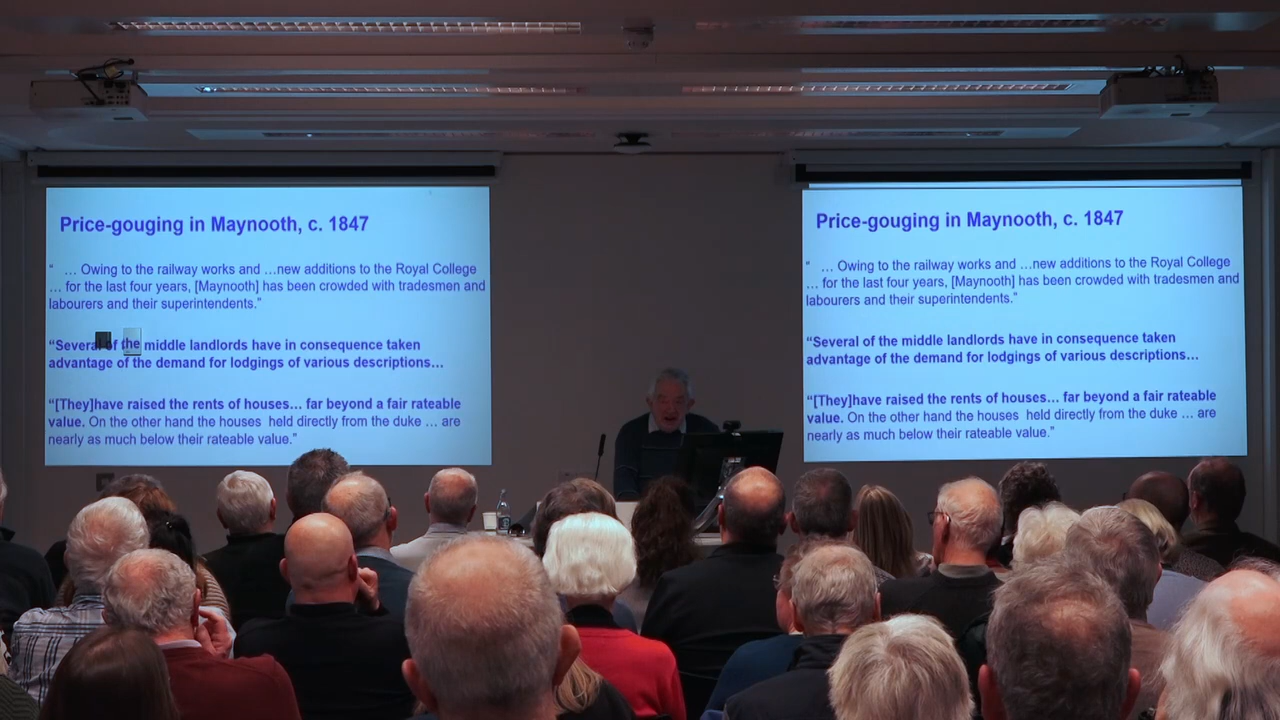 Price-gouging in Maynooth, c. 1847
“ … Owing to the railway works and …new additions to the Royal College
… for the last four years, [Maynooth] has been crowded with tradesmen and
labourers and their superintendents.”
“Several of the middle landlords have in consequence taken
advantage of the demand for lodgings of various descriptions…
“[They]have raised the rents of houses… far beyond a fair rateable
value. On the other hand the houses held directly from the duke … are
nearly as much below their rateable value.”
Price-gouging in Maynooth, c. 1847
“ … Owing to the railway works and …new additions to the Royal College
… for the last four years, [Maynooth] has been crowded with tradesmen and
labourers and their superintendents.”
“Several of the middle landlords have in consequence taken
advantage of the demand for lodgings of various descriptions…
“[They]have raised the rents of houses… far beyond a fair rateable
value. On the other hand the houses held directly from the duke … are
nearly as much below their rateable value.”